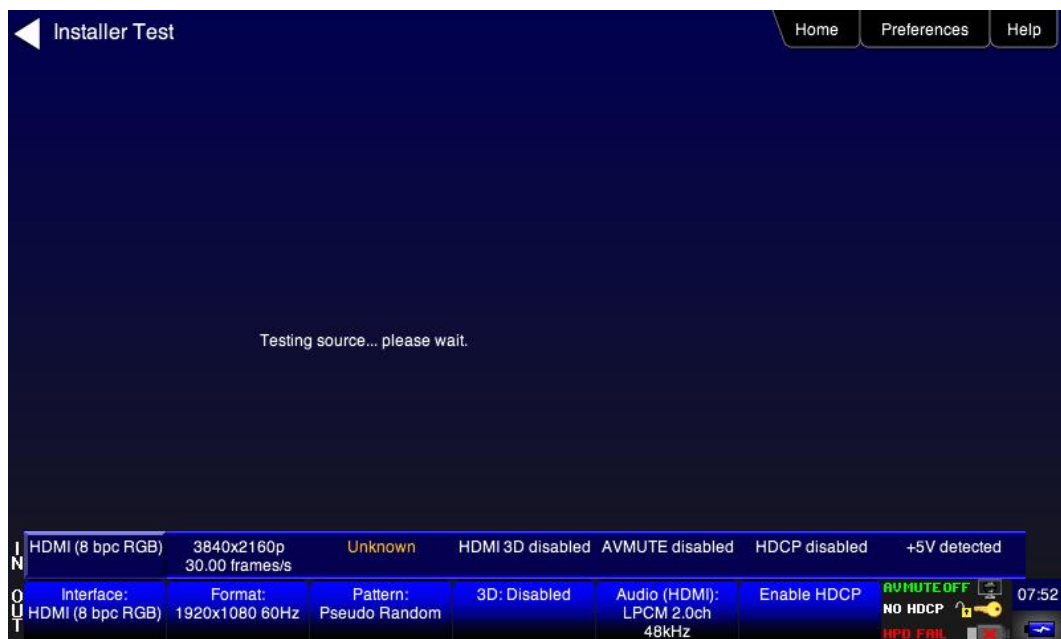 Installer Test
Home
Preferences
Help
Testing source... please wait.
IN
HDMI (8 bpc RGB)
3840x2160p
30.00 frames/s
Unknown
HDMI 3D disabled
AVMUTE disabled
HDCP disabled
+5V detected
OUT
Interface:
HDMI (8 bpc RGB)
Format:
1920x1080 60Hz
Pattern:
Pseudo Random
3D: Disabled
Audio (HDMI):
LPCM 2.0ch
48kHz
Enable HDCP
AVMUTE OFF
NO HDCP
HPD FAIL
07:52